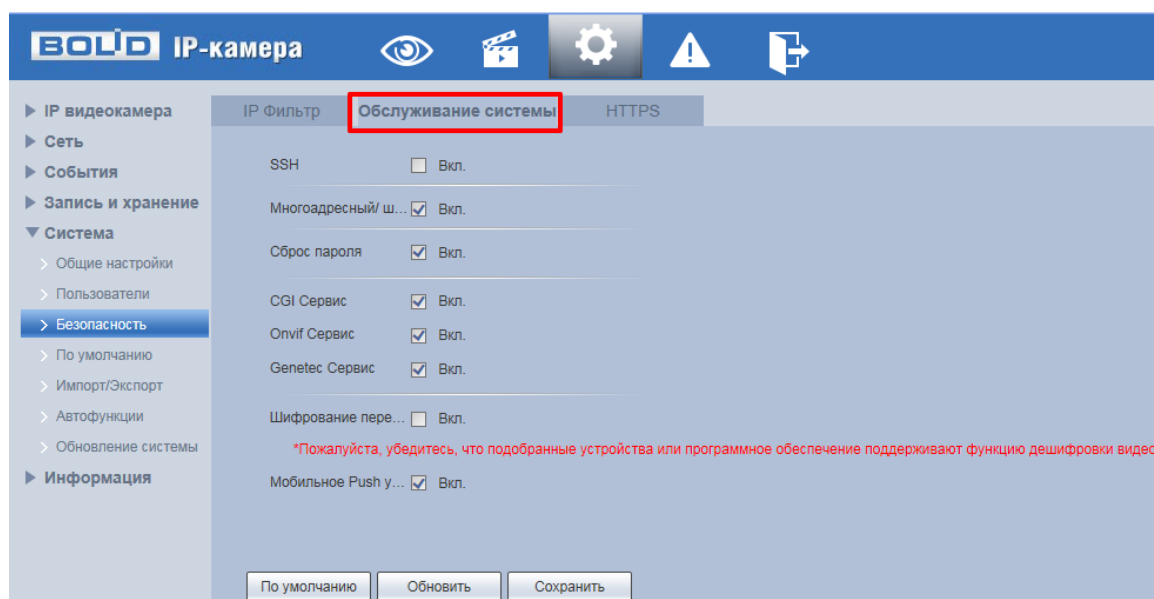 BOLID IP-камера
IP видеокамера
Сеть
События
Запись и хранение
Система
Общие настройки
Пользователи
Безопасность
По умолчанию
Импорт/Экспорт
Автофункции
Обновление системы
Информация
IP Фильтр Обслуживание системы HTTPS
SSH Вкл.
Многоадресный/ ш... Вкл.
Сброс пароля Вкл.
CGI Сервис Вкл.
Onvif Сервис Вкл.
Genetec Сервис Вкл.
Шифрование пере... Вкл.
*Пожалуйста, убедитесь, что подобранные устройства или программное обеспечение поддерживают функцию дешифровки видео
Мобильное Push у... Вкл.
По умолчанию Обновить Сохранить